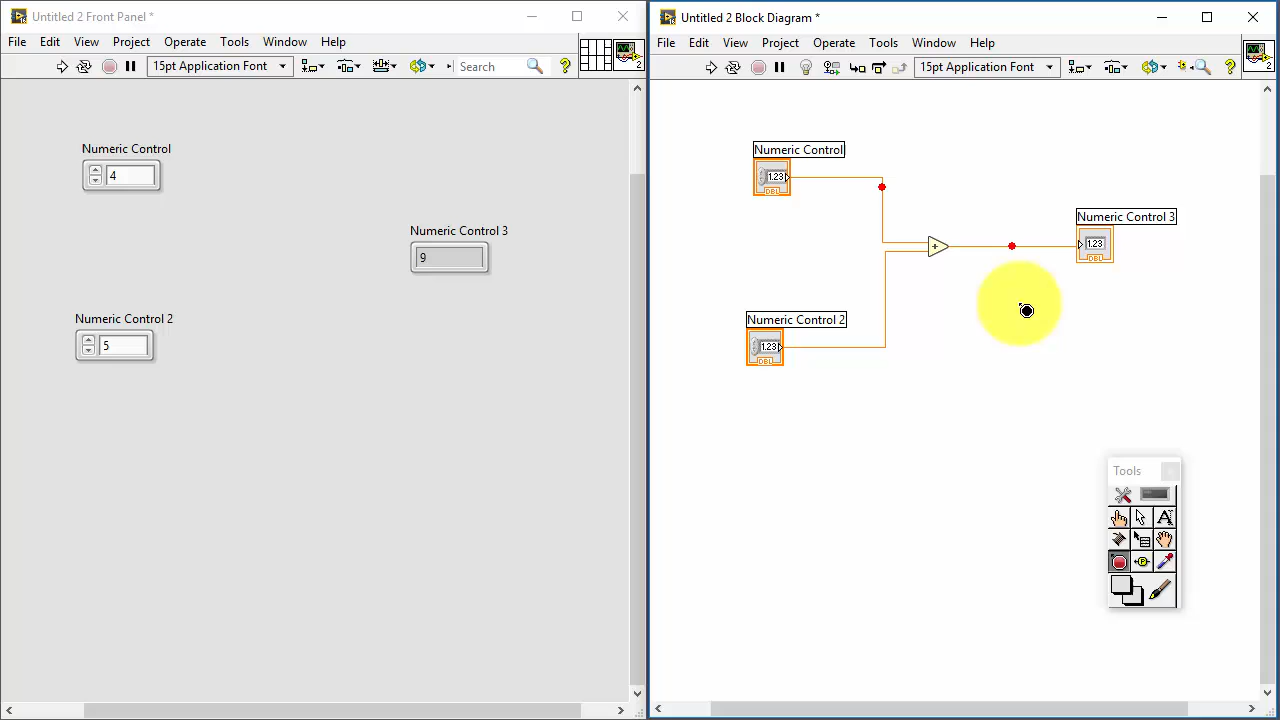 Untitled 2 Front Panel *
File Edit View Project Operate Tools Window Help
15pt Application Font
Search
?
2
Numeric Control
4
Numeric Control 3
9
Numeric Control 2
5
Untitled 2 Block Diagram *
File Edit View Project Operate Tools Window Help
15pt Application Font
?
2
Numeric Control
1.23
DBL
Numeric Control 3
1.23
DBL
+
Numeric Control 2
1.23
DBL
Tools
A
P